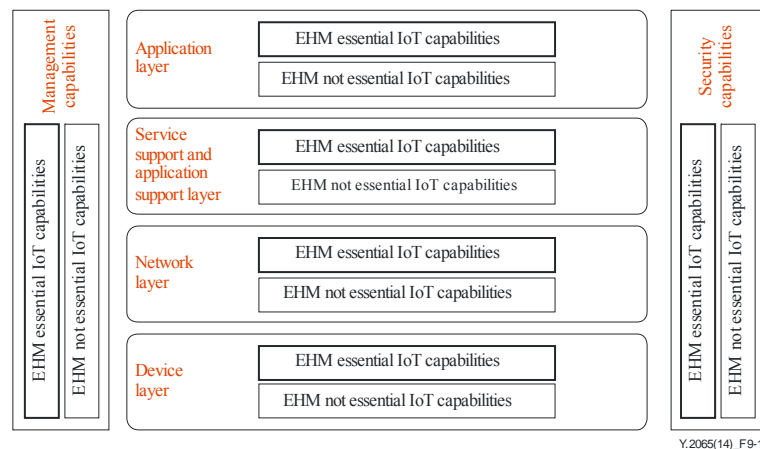 Management
capabilities
EHM essential IoT capabilities
EHM not essential IoT capabilities
Application
layer
EHM essential IoT capabilities
EHM not essential IoT capabilities
Service
support and
application
support layer
EHM essential IoT capabilities
EHM not essential IoT capabilities
Network
layer
EHM essential IoT capabilities
EHM not essential IoT capabilities
Device
layer
EHM essential IoT capabilities
EHM not essential IoT capabilities
Security
capabilities
EHM essential IoT capabilities
EHM not essential IoT capabilities